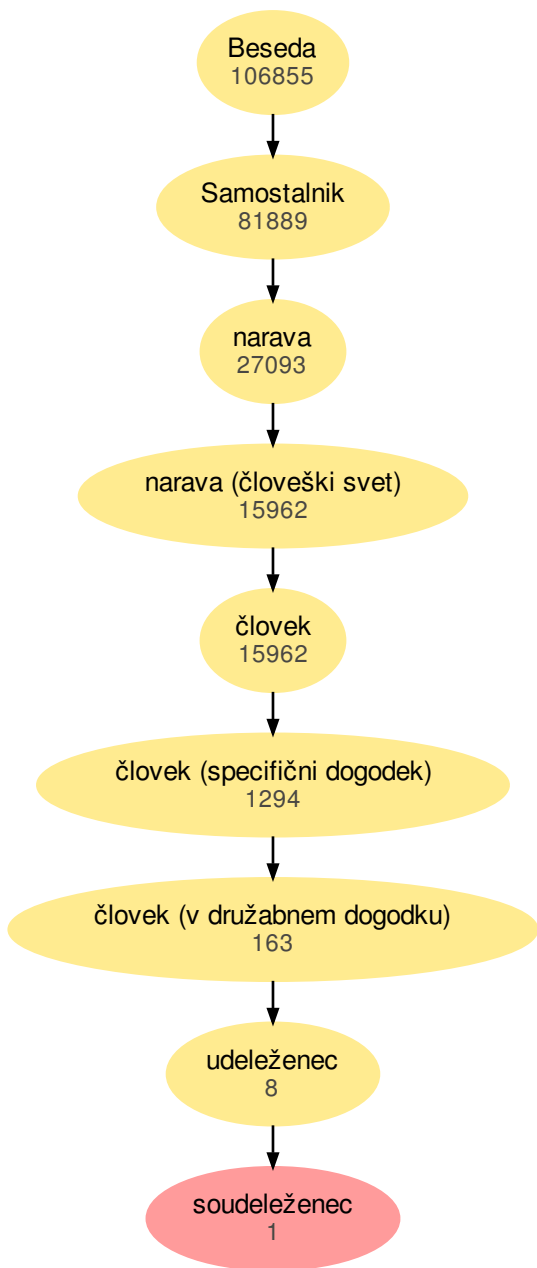 Beseda
106855
Samostalnik
81889
narava
27093
narava (človeški svet)
15962
človek
15962
človek (specifični dogodek)
1294
človek (v družabnem dogodku)
163
udeleženec
8
soudeleženec
1